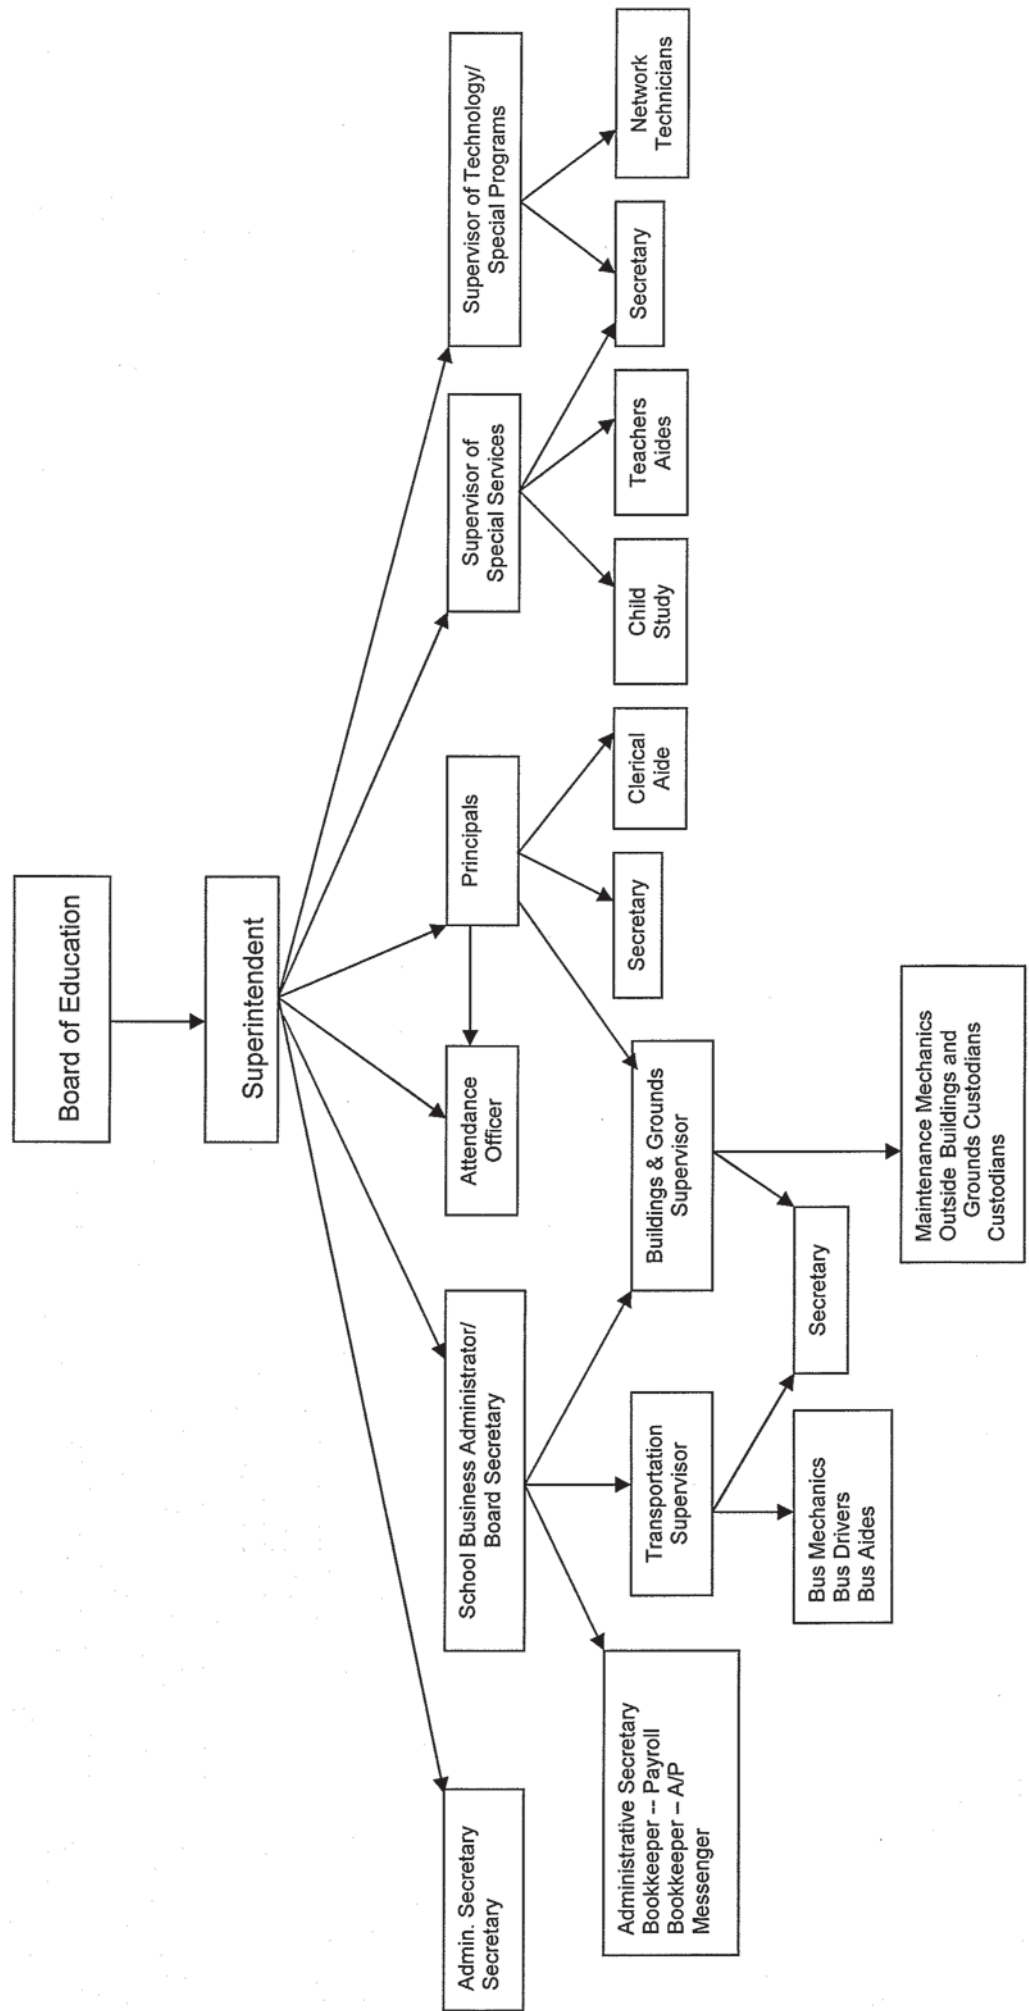 Board of Education
Superintendent
Admin. Secretary
Secretary
School Business Administrator/
Board Secretary
Attendance
Officer
Principals
Supervisor of
Special Services
Supervisor of Technology/
Special Programs
Administrative Secretary
Bookkeeper -- Payroll
Bookkeeper – A/P
Messenger
Transportation
Supervisor
Buildings & Grounds
Supervisor
Secretary
Clerical
Aide
Child
Study
Teachers
Aides
Secretary
Network
Technicians
Bus Mechanics
Bus Drivers
Bus Aides
Secretary
Maintenance Mechanics
Outside Buildings and
Grounds Custodians
Custodians